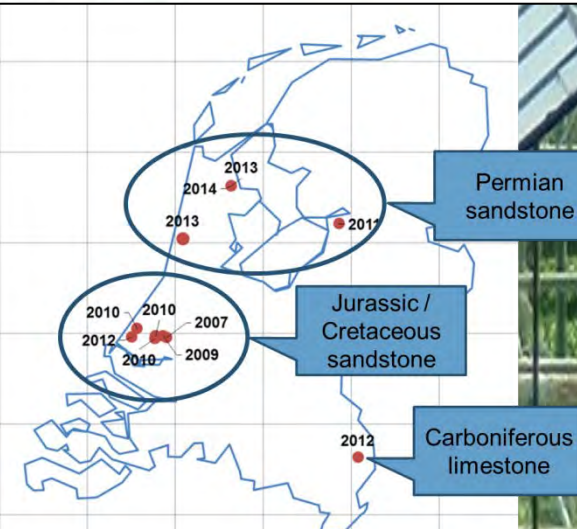 2013
2014
Permian
sandstone
2013
2011
2010
2010
2007
2012
2010
2009
Jurassic /
Cretaceous
sandstone
2012
Carboniferous
limestone